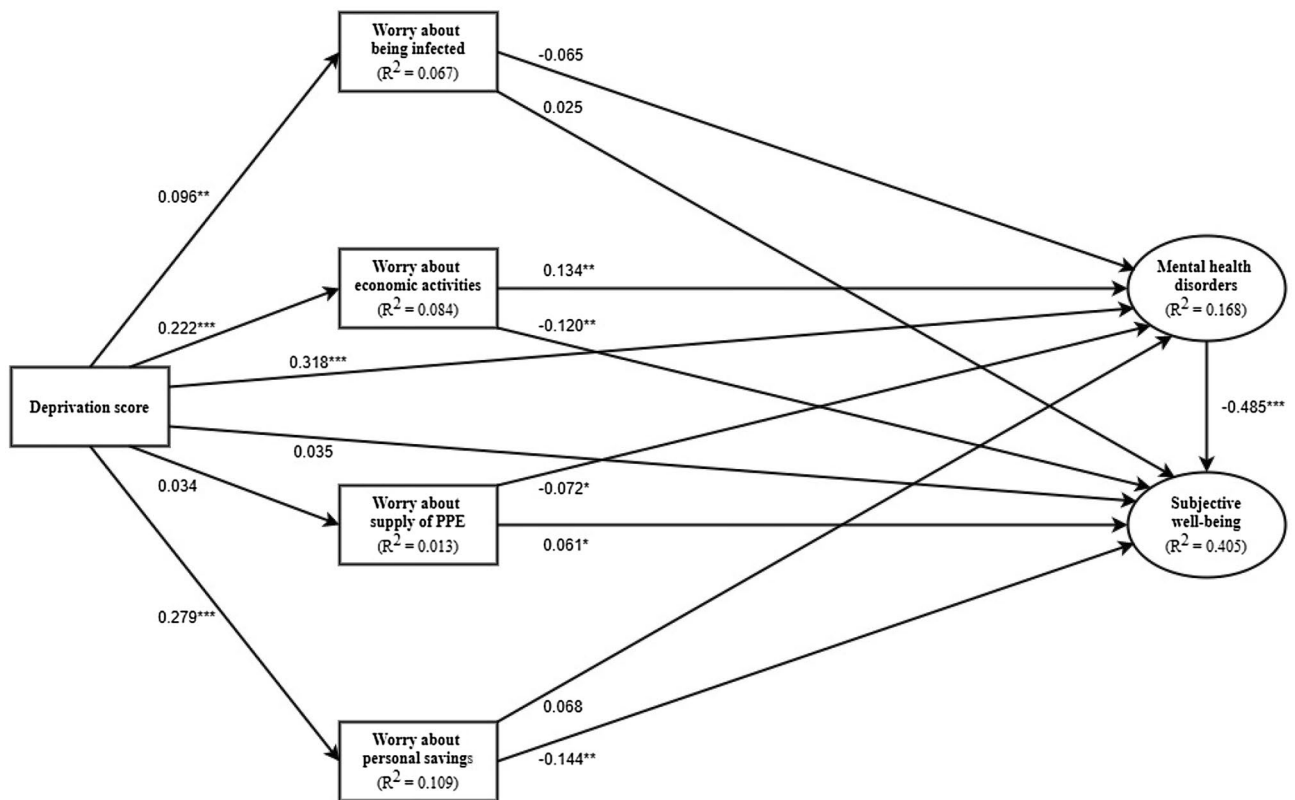 Worry about
being infected
(R² = 0.067)
-0.065
0.025
0.096**
Worry about
economic activities
(R² = 0.084)
0.134**
-0.120**
Mental health
disorders
(R² = 0.168)
0.222***
0.318***
Deprivation score
-0.485***
0.035
0.034
Worry about
supply of PPE
(R² = 0.013)
-0.072*
0.061*
Subjective
well-being
(R² = 0.405)
0.279***
0.068
-0.144**
Worry about
personal savings
(R² = 0.109)